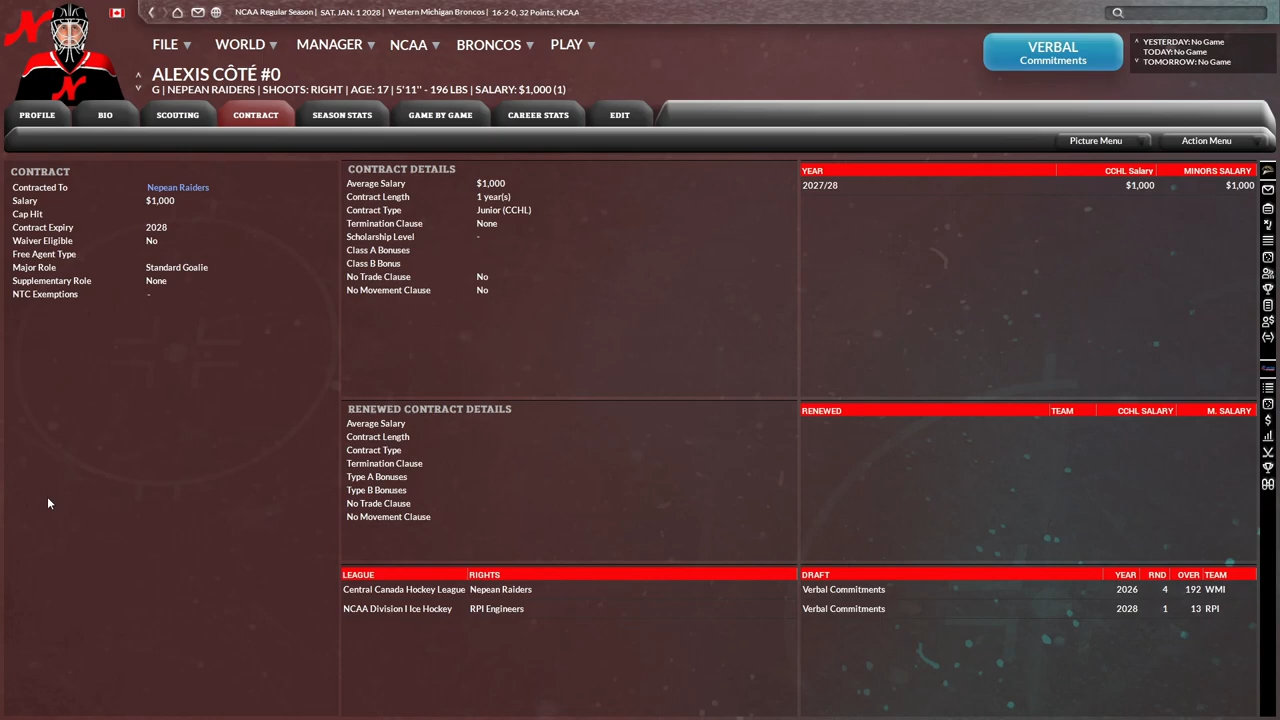 NCAA Regular Season | SAT. JAN. 1 2028 | Western Michigan Broncos | 16-2-0, 32 Points, NCAA
FILE WORLD MANAGER NCAA BRONCOS PLAY
VERBAL
Commitments
YESTERDAY: No Game
TODAY: No Game
TOMORROW: No Game
ALEXIS CÔTÉ #0
G | NEPEAN RAIDERS | SHOOTS: RIGHT | AGE: 17 | 5'11'' - 196 LBS | SALARY: $1,000 (1)
PROFILE BIO SCOUTING CONTRACT SEASON STATS GAME BY GAME CAREER STATS EDIT
Picture Menu Action Menu
CONTRACT
Contracted To Nepean Raiders
Salary $1,000
Cap Hit
Contract Expiry 2028
Waiver Eligible No
Free Agent Type
Major Role Standard Goalie
Supplementary Role None
NTC Exemptions -
CONTRACT DETAILS
Average Salary $1,000
Contract Length 1 year(s)
Contract Type Junior (CCHL)
Termination Clause None
Scholarship Level -
Class A Bonuses
Class B Bonus
No Trade Clause No
No Movement Clause No
YEAR CCHL Salary MINORS SALARY
2027/28 $1,000 $1,000
RENEWED CONTRACT DETAILS
Average Salary
Contract Length
Contract Type
Termination Clause
Type A Bonuses
Type B Bonuses
No Trade Clause
No Movement Clause
RENEWED TEAM CCHL SALARY M. SALARY
LEAGUE RIGHTS
Central Canada Hockey League Nepean Raiders
NCAA Division I Ice Hockey RPI Engineers
DRAFT YEAR RND OVER TEAM
Verbal Commitments 2026 4 192 WMI
Verbal Commitments 2028 1 13 RPI